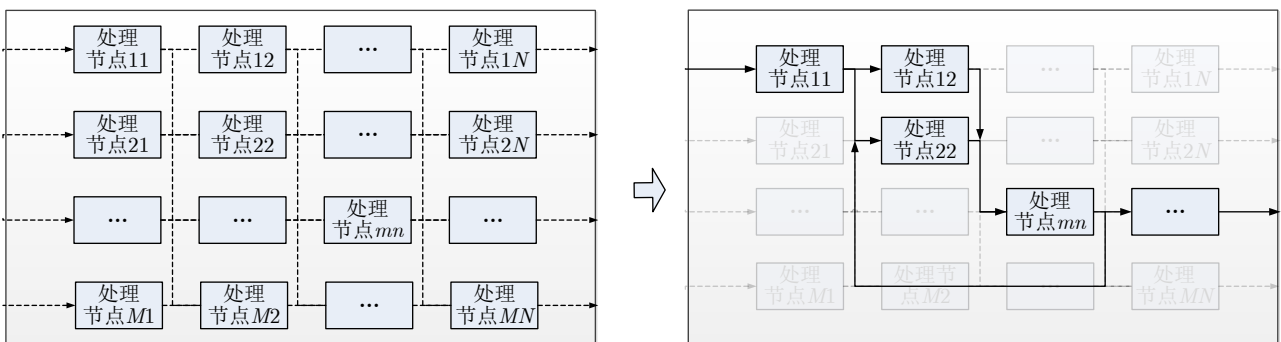 处理
节点11
处理
节点12
...
处理
节点1N
处理
节点21
处理
节点22
...
处理
节点2N
...
...
处理
节点mn
...
处理
节点M1
处理
节点M2
...
处理
节点MN
处理
节点11
处理
节点12
...
处理
节点1N
处理
节点21
处理
节点22
...
处理
节点2N
...
...
处理
节点mn
...
处理
节点M1
处理节
点M2
...
处理
节点MN